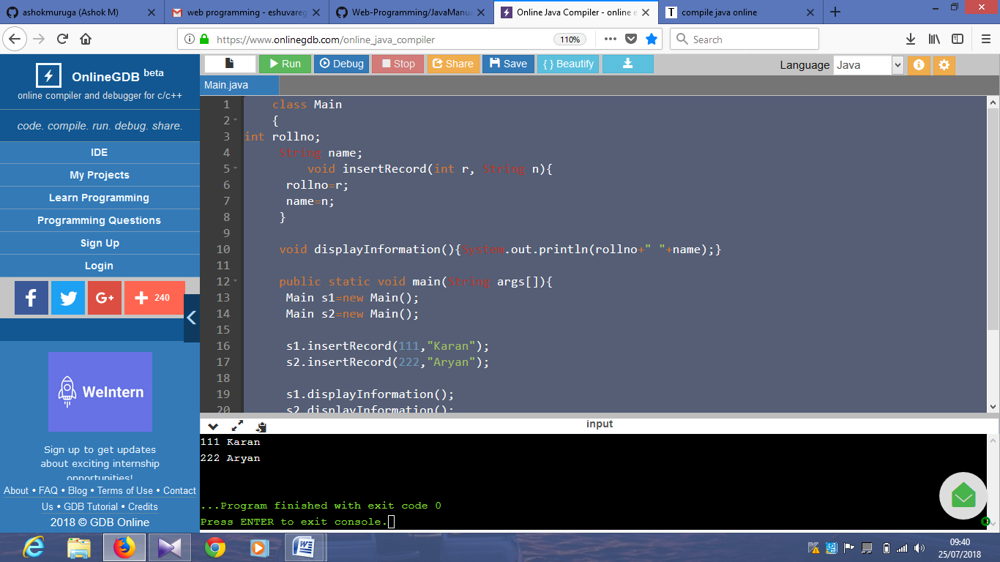 ashokmuruga (Ashok M)
web programming - eshuvareg
Web-Programming/JavaManua
Online Java Compiler - online e
compile java online
https://www.onlinegdb.com/online_java_compiler
110%
Search
OnlineGDB beta
online compiler and debugger for c/c++
code. compile. run. debug. share.
IDE
My Projects
Learn Programming
Programming Questions
Sign Up
Login
240
WeIntern
Sign up to get updates
about exciting internship
opportunities!
About • FAQ • Blog • Terms of Use • Contact
Us • GDB Tutorial • Credits
2018 © GDB Online
Run
Debug
Stop
Share
Save
{ } Beautify
Language Java
Main.java
1 class Main
2 {
3 int rollno;
4 String name;
5 void insertRecord(int r, String n){
6 rollno=r;
7 name=n;
8 }
9
10 void displayInformation(){System.out.println(rollno+" "+name);}
11
12 public static void main(String args[]){
13 Main s1=new Main();
14 Main s2=new Main();
15
16 s1.insertRecord(111,"Karan");
17 s2.insertRecord(222,"Aryan");
18
19 s1.displayInformation();
20 s2.displayInformation();
input
111 Karan
222 Aryan
...Program finished with exit code 0
Press ENTER to exit console.
09:40
25/07/2018